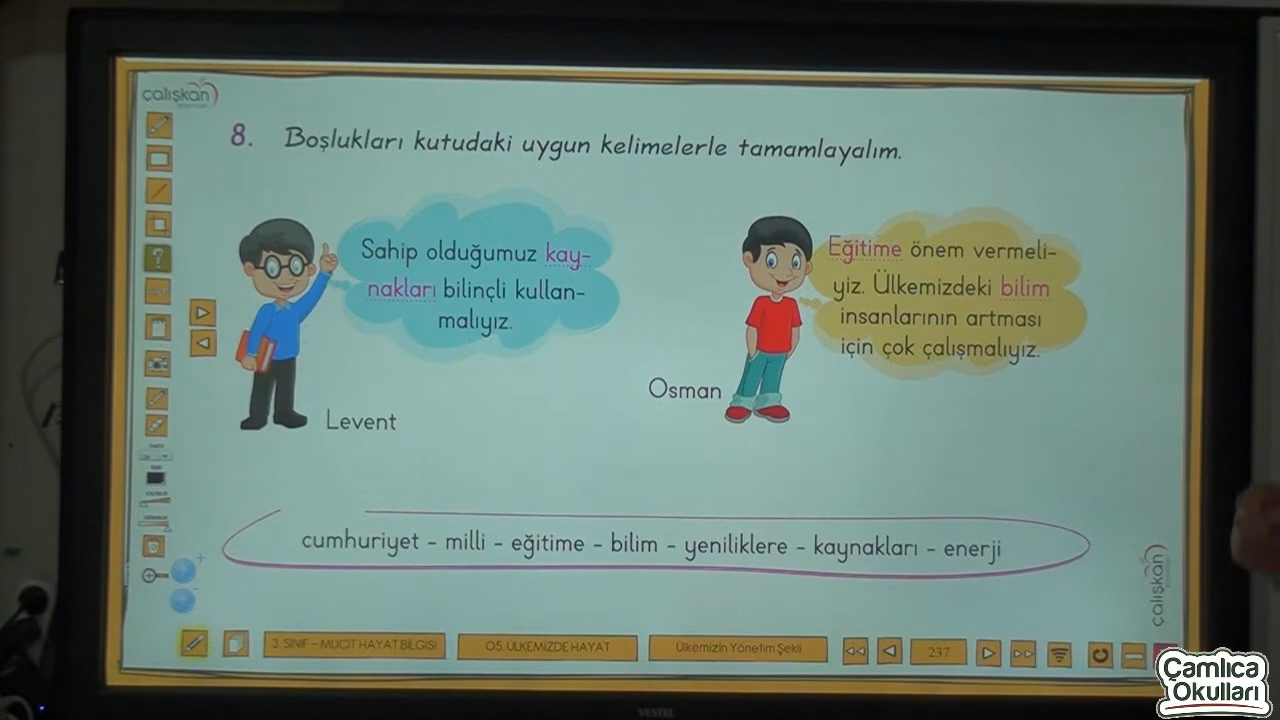 çalışkan
8. Boşlukları kutudaki uygun kelimelerle tamamlayalım.
Sahip olduğumuz kay-
nakları bilinçli kullan-
malıyız.
Levent
Eğitime önem vermeli-
yiz. Ülkemizdeki bilim
insanlarının artması
için çok çalışmalıyız.
Osman
cumhuriyet - milli - eğitime - bilim - yeniliklere - kaynakları - enerji
çalışkan
3. SINIF - MUCİT HAYAT BİLGİSİ
05. ÜLKEMİZDE HAYAT
Ülkemizin Yönetim Şekli
237
VESTEL
Çamlıca
Okulları